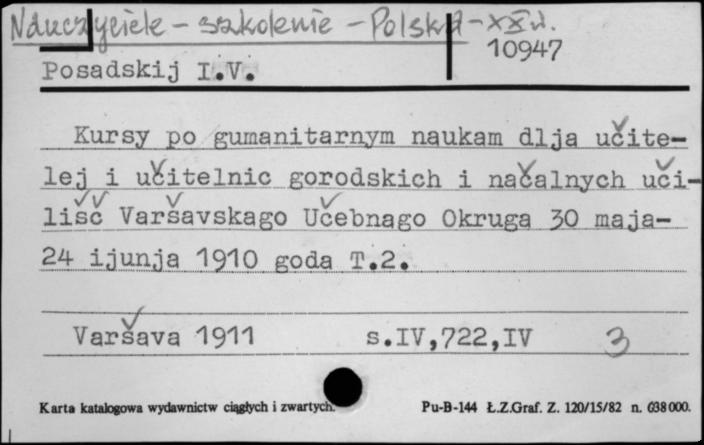 Nauczyciele - szkolenie - Polska - XX w.
10947
Posadskij I.V.
Kursy po gumanitarnym naukam dlja učite-
lej i učitelnic gorodskich i načalnych uči-
lišč Varšavskago Učebnago Okruga 30 maja-
24 ijunja 1910 goda T.2.
Varšava 1911 s.IV,722,IV 3
Karta katalogowa wydawnictw ciągłych i zwartych. Pu-B-144 Ł.Z.Graf. Z. 120/15/82 n. 638000.